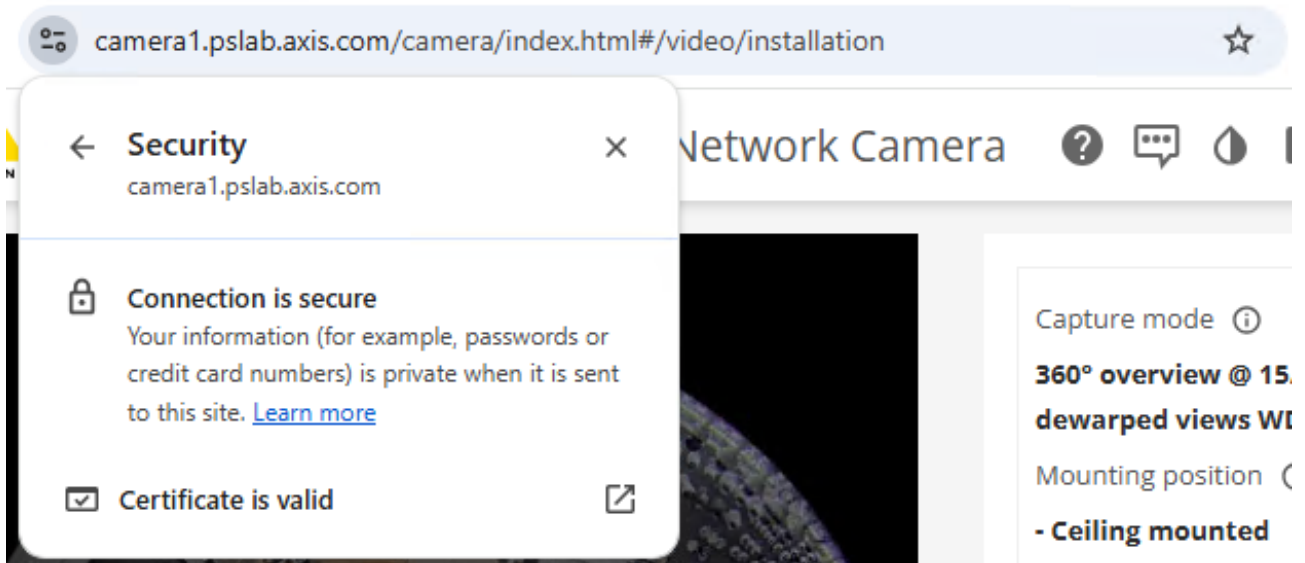 camera1.pslab.axis.com/camera/index.html#/video/installation
Network Camera
Security
camera1.pslab.axis.com
Connection is secure
Your information (for example, passwords or
credit card numbers) is private when it is sent
to this site. Learn more
Certificate is valid
Capture mode
360° overview @ 15.
dewarped views WD
Mounting position
- Ceiling mounted